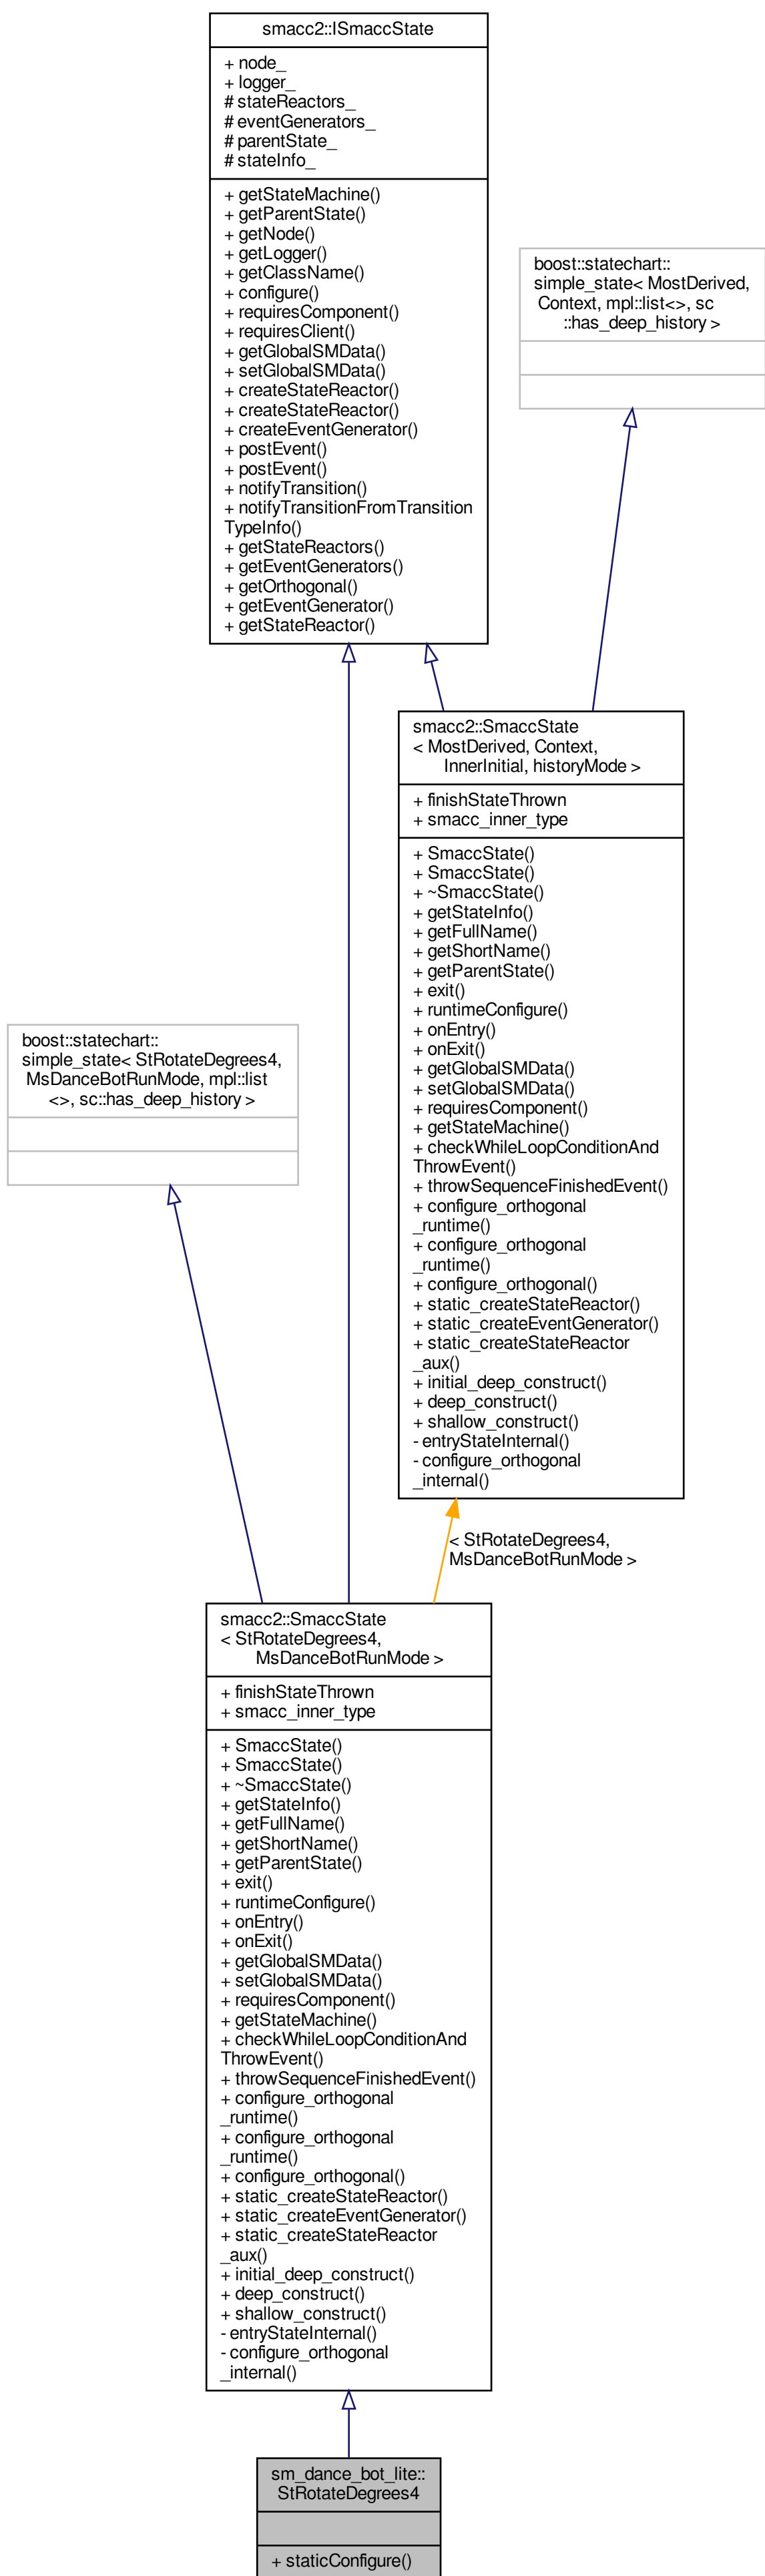 smacc2::ISmaccState
+ node_
+ logger_
# stateReactors_
# eventGenerators_
# parentState_
# stateInfo_
+ getStateMachine()
+ getParentState()
+ getNode()
+ getLogger()
+ getClassName()
+ configure()
+ requiresComponent()
+ requiresClient()
+ getGlobalSMData()
+ setGlobalSMData()
+ createStateReactor()
+ createStateReactor()
+ createEventGenerator()
+ postEvent()
+ postEvent()
+ notifyTransition()
+ notifyTransitionFromTransition
TypeInfo()
+ getStateReactors()
+ getEventGenerators()
+ getOrthogonal()
+ getEventGenerator()
+ getStateReactor()
boost::statechart::
simple_state< MostDerived,
Context, mpl::list<>, sc
::has_deep_history >
smacc2::SmaccState
< MostDerived, Context,
InnerInitial, historyMode >
+ finishStateThrown
+ smacc_inner_type
+ SmaccState()
+ SmaccState()
+ ~SmaccState()
+ getStateInfo()
+ getFullName()
+ getShortName()
+ getParentState()
+ exit()
+ runtimeConfigure()
+ onEntry()
+ onExit()
+ getGlobalSMData()
+ setGlobalSMData()
+ requiresComponent()
+ getStateMachine()
+ checkWhileLoopConditionAnd
ThrowEvent()
+ throwSequenceFinishedEvent()
+ configure_orthogonal
_runtime()
+ configure_orthogonal
_runtime()
+ configure_orthogonal()
+ static_createStateReactor()
+ static_createEventGenerator()
+ static_createStateReactor
_aux()
+ initial_deep_construct()
+ deep_construct()
+ shallow_construct()
- entryStateInternal()
- configure_orthogonal
_internal()
boost::statechart::
simple_state< StRotateDegrees4,
MsDanceBotRunMode, mpl::list
<>, sc::has_deep_history >
< StRotateDegrees4,
MsDanceBotRunMode >
smacc2::SmaccState
< StRotateDegrees4,
MsDanceBotRunMode >
+ finishStateThrown
+ smacc_inner_type
+ SmaccState()
+ SmaccState()
+ ~SmaccState()
+ getStateInfo()
+ getFullName()
+ getShortName()
+ getParentState()
+ exit()
+ runtimeConfigure()
+ onEntry()
+ onExit()
+ getGlobalSMData()
+ setGlobalSMData()
+ requiresComponent()
+ getStateMachine()
+ checkWhileLoopConditionAnd
ThrowEvent()
+ throwSequenceFinishedEvent()
+ configure_orthogonal
_runtime()
+ configure_orthogonal
_runtime()
+ configure_orthogonal()
+ static_createStateReactor()
+ static_createEventGenerator()
+ static_createStateReactor
_aux()
+ initial_deep_construct()
+ deep_construct()
+ shallow_construct()
- entryStateInternal()
- configure_orthogonal
_internal()
sm_dance_bot_lite::
StRotateDegrees4
+ staticConfigure()